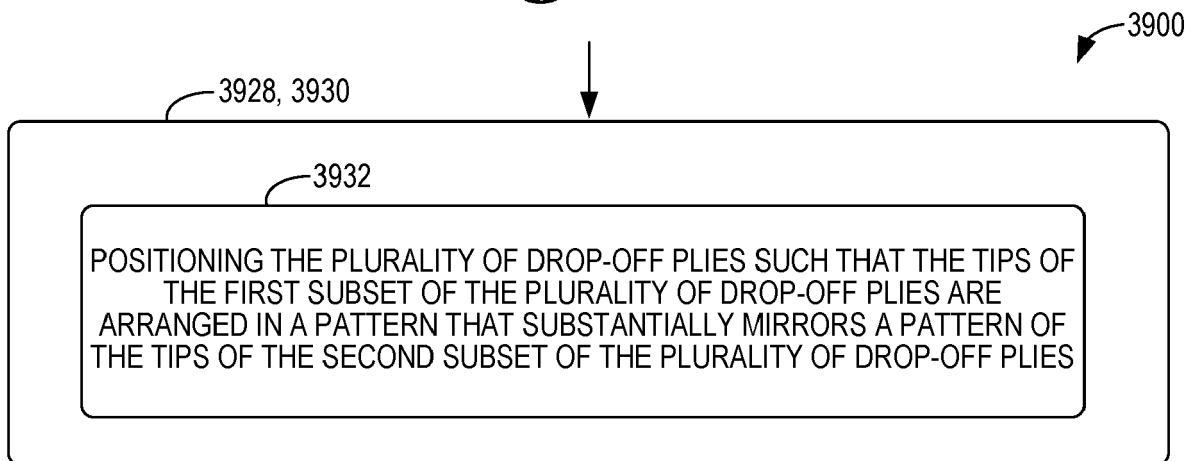 3900
3928, 3930
3932
POSITIONING THE PLURALITY OF DROP-OFF PLIES SUCH THAT THE TIPS OF
THE FIRST SUBSET OF THE PLURALITY OF DROP-OFF PLIES ARE
ARRANGED IN A PATTERN THAT SUBSTANTIALLY MIRRORS A PATTERN OF
THE TIPS OF THE SECOND SUBSET OF THE PLURALITY OF DROP-OFF PLIES